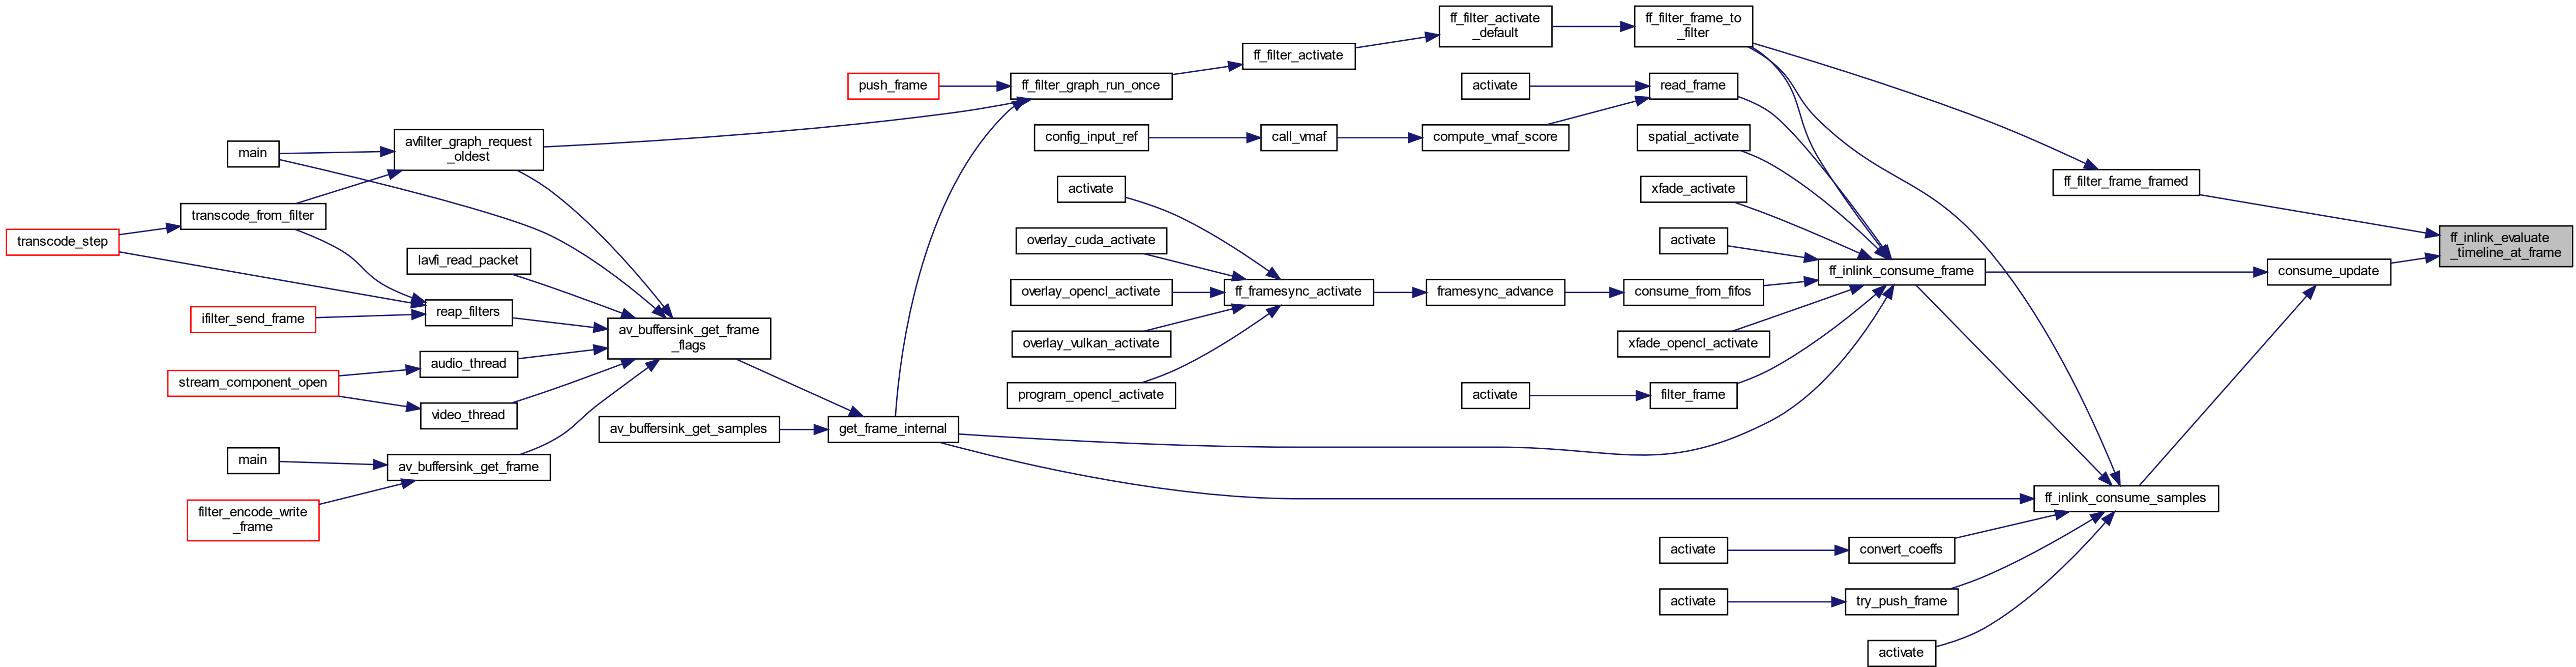 ff_filter_frame_to
_filter
ff_filter_activate
_default
ff_filter_activate
push_frame
ff_filter_graph_run_once
activate
read_frame
main
avfilter_graph_request
_oldest
config_input_ref
call_vmaf
compute_vmaf_score
spatial_activate
ff_filter_frame_framed
activate
xfade_activate
transcode_from_filter
transcode_step
overlay_cuda_activate
activate
ff_inlink_evaluate
_timeline_at_frame
lavfi_read_packet
ff_inlink_consume_frame
consume_update
overlay_opencl_activate
ff_framesync_activate
framesync_advance
consume_from_fifos
ifilter_send_frame
reap_filters
av_buffersink_get_frame
_flags
overlay_vulkan_activate
xfade_opencl_activate
audio_thread
stream_component_open
program_opencl_activate
activate
filter_frame
video_thread
av_buffersink_get_samples
get_frame_internal
main
av_buffersink_get_frame
ff_inlink_consume_samples
filter_encode_write
_frame
activate
convert_coeffs
activate
try_push_frame
activate